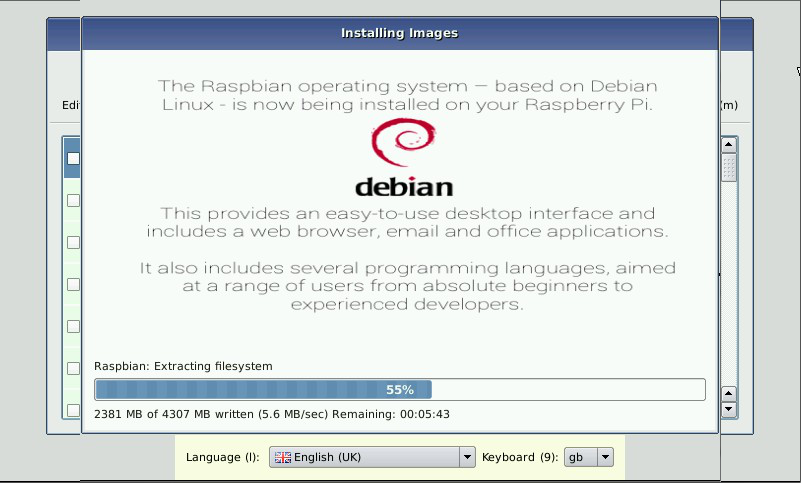 Installing Images
The Raspbian operating system – based on Debian
Linux - is now being installed on your Raspberry Pi.
debian
This provides an easy-to-use desktop interface and
includes a web browser, email and office applications.
It also includes several programming languages, aimed
at a range of users from absolute beginners to
experienced developers.
Edi
(m)
Raspbian: Extracting filesystem
55%
2381 MB of 4307 MB written (5.6 MB/sec) Remaining: 00:05:43
Language (l): English (UK) Keyboard (9): gb